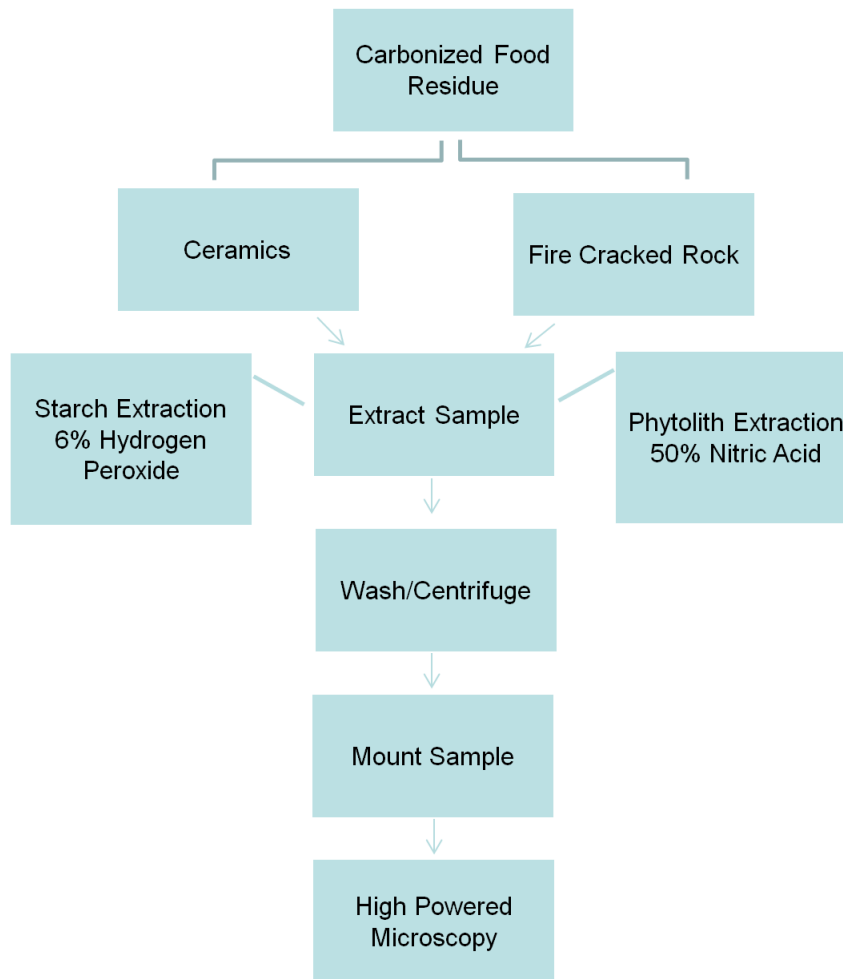 Carbonized Food
Residue
Ceramics
Fire Cracked Rock
Starch Extraction
6% Hydrogen
Peroxide
Extract Sample
Phytolith Extraction
50% Nitric Acid
Wash/Centrifuge
Mount Sample
High Powered
Microscopy